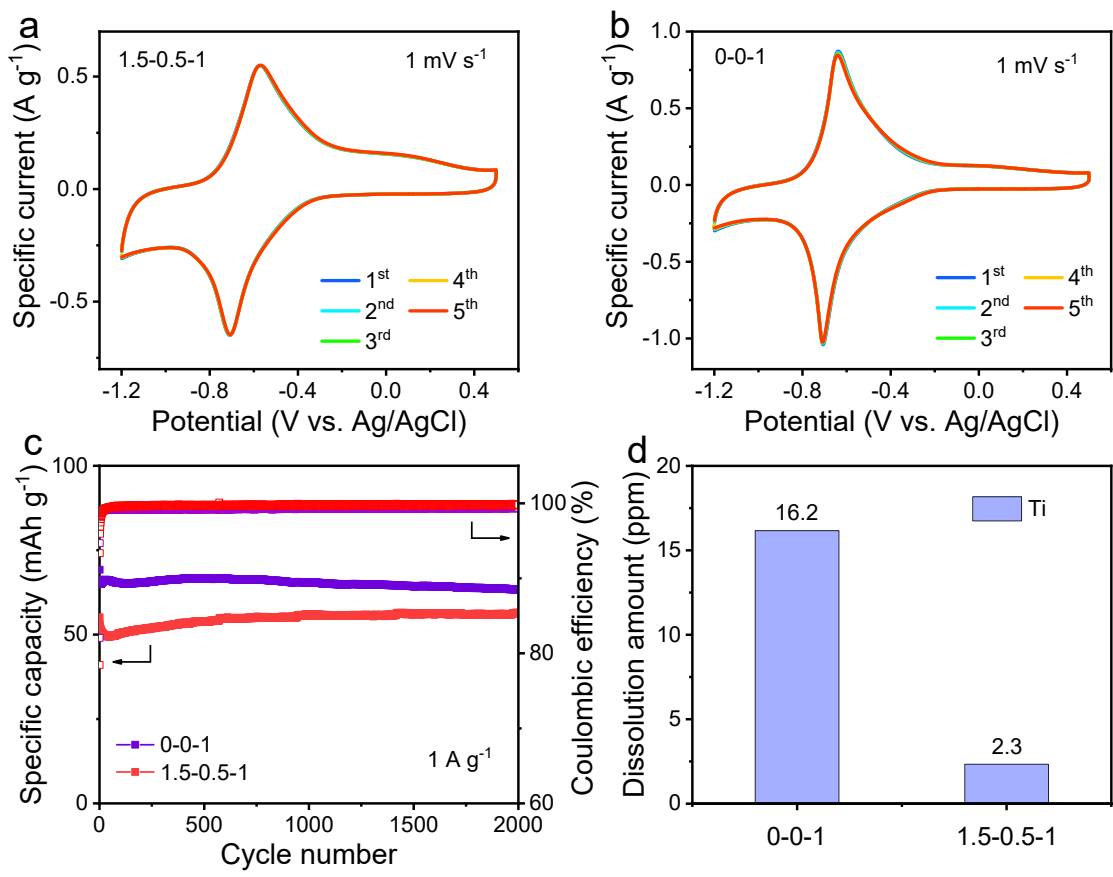 a
1.5-0.5-1
1 mV s⁻¹
0.5
0.0
-0.5
Specific current (A g⁻¹)
1ˢᵗ
4ᵗʰ
2ⁿᵈ
5ᵗʰ
3ʳᵈ
-1.2 -0.8 -0.4 0.0 0.4
Potential (V vs. Ag/AgCl)
b
0-0-1
1 mV s⁻¹
1.0
0.5
0.0
-0.5
-1.0
Specific current (A g⁻¹)
1ˢᵗ
4ᵗʰ
2ⁿᵈ
5ᵗʰ
3ʳᵈ
-1.2 -0.8 -0.4 0.0 0.4
Potential (V vs. Ag/AgCl)
c
100
50
0
Specific capacity (mAh g⁻¹)
100
80
60
Coulombic efficiency (%)
0-0-1
1.5-0.5-1
1 A g⁻¹
0 500 1000 1500 2000
Cycle number
d
20
15
10
5
0
Dissolution amount (ppm)
Ti
16.2
2.3
0-0-1
1.5-0.5-1